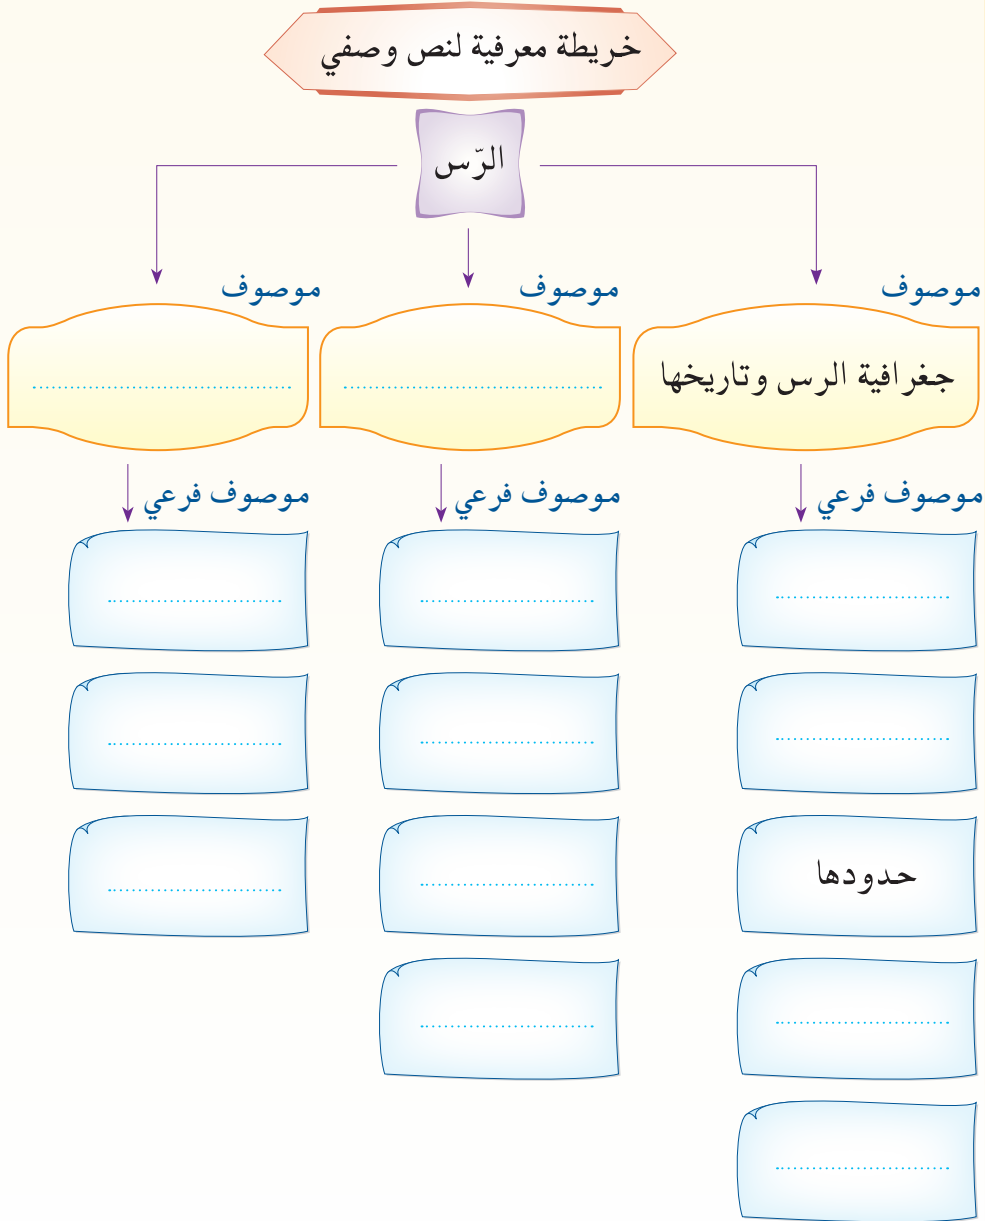 خريطة معرفية لنص وصفي
الرّس
موصوف
موصوف
موصوف
جغرافية الرس وتاريخها
موصوف فرعي
موصوف فرعي
موصوف فرعي
حدودها